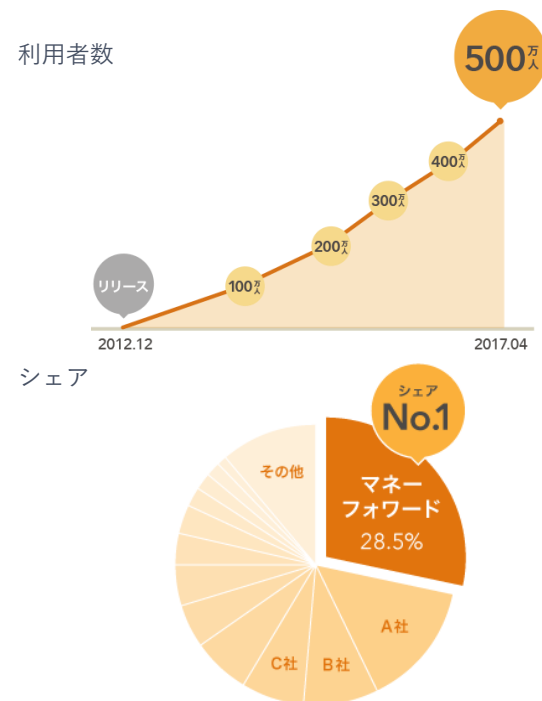 利用者数
500万人
400万人
300万人
200万人
100万人
リリース
2012.12
2017.04
シェア
シェア
No.1
マネー
フォワード
28.5%
その他
A社
B社
C社